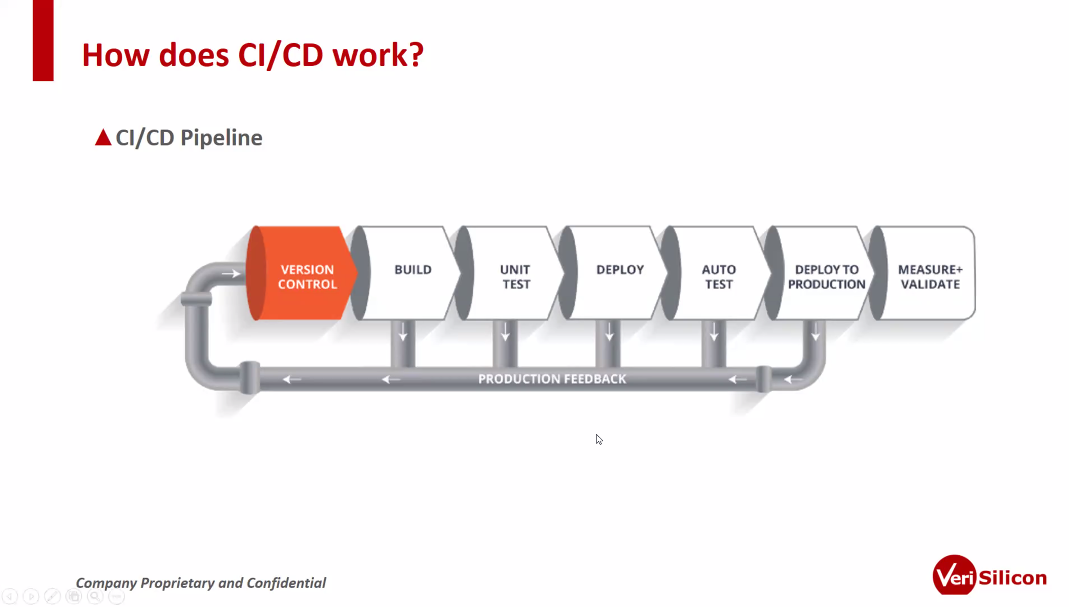 How does CI/CD work?
CI/CD Pipeline
VERSION
CONTROL
BUILD
UNIT
TEST
DEPLOY
AUTO
TEST
DEPLOY TO
PRODUCTION
MEASURE+
VALIDATE
PRODUCTION FEEDBACK
Company Proprietary and Confidential
VeriSilicon